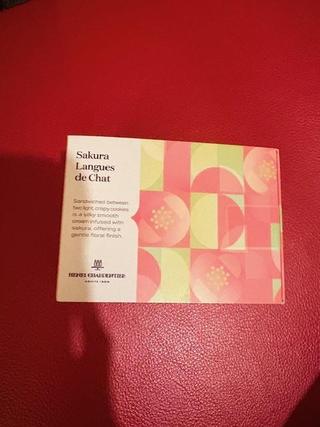 Sakura
Langues
de Chat
Sandwiched between
two light, crispy cookies
is a silky smooth
cream infused with
sakura, offering a
gentle floral finish.
HENRI CHARPENTIER